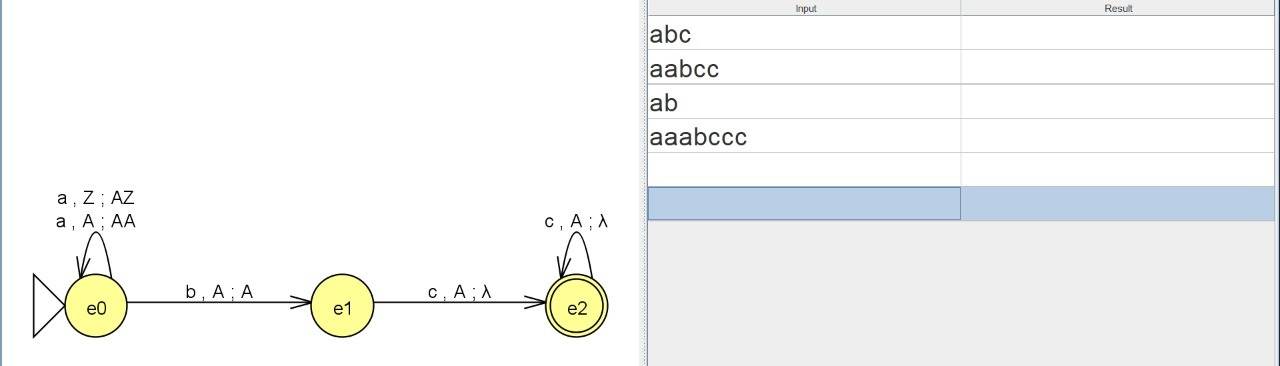 Input Result
abc
aabcc
ab
aaabccc
a , Z ; AZ
a , A ; AA
c , A ; λ
b , A ; A
c , A ; λ
e0
e1
e2